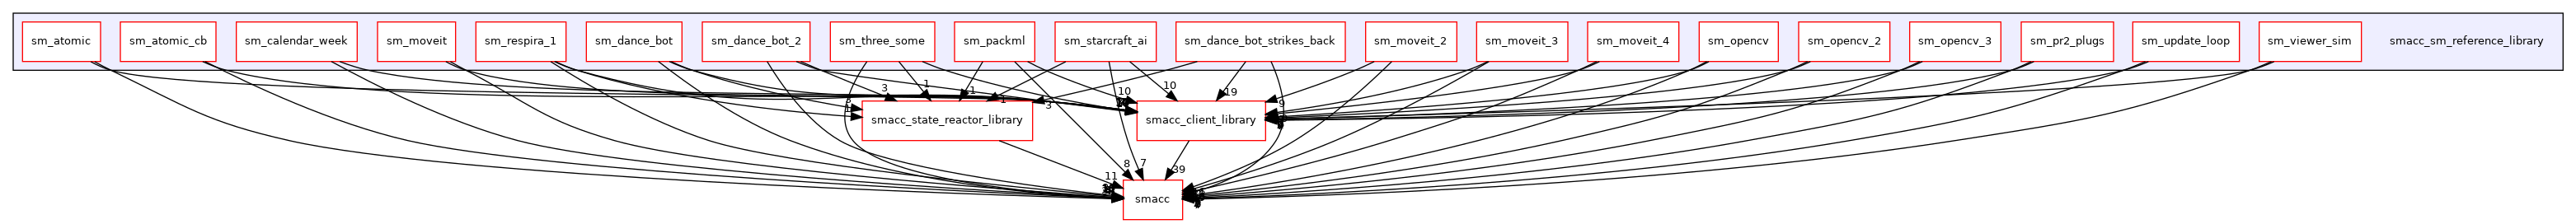 sm_atomic
sm_atomic_cb
sm_calendar_week
sm_moveit
sm_respira_1
sm_dance_bot
sm_dance_bot_2
sm_three_some
sm_packml
sm_starcraft_ai
sm_dance_bot_strikes_back
sm_moveit_2
sm_moveit_3
sm_moveit_4
sm_opencv
sm_opencv_2
sm_opencv_3
sm_pr2_plugs
sm_update_loop
sm_viewer_sim
smacc_sm_reference_library
3
1
1
1
3
10
10
19
9
smacc_state_reactor_library
smacc_client_library
8
7
39
11
smacc